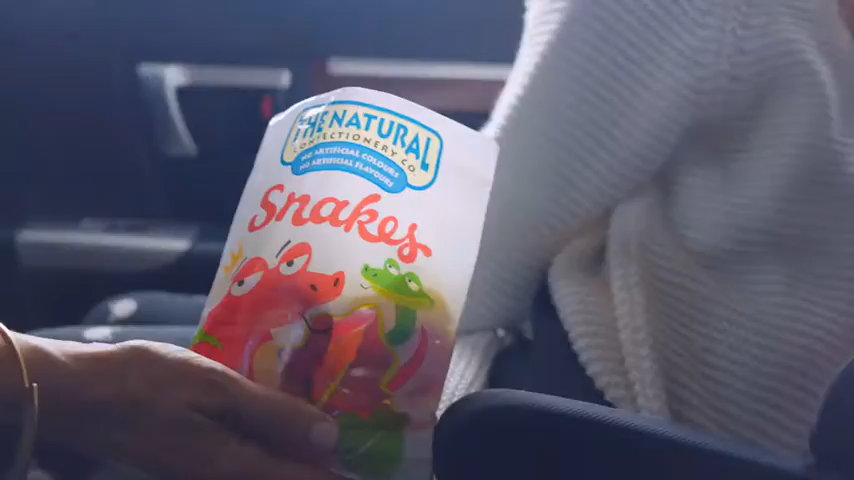 THE NATURAL
CONFECTIONERY CO.
NO ARTIFICIAL COLOURS
NO ARTIFICIAL FLAVOURS
Snakes